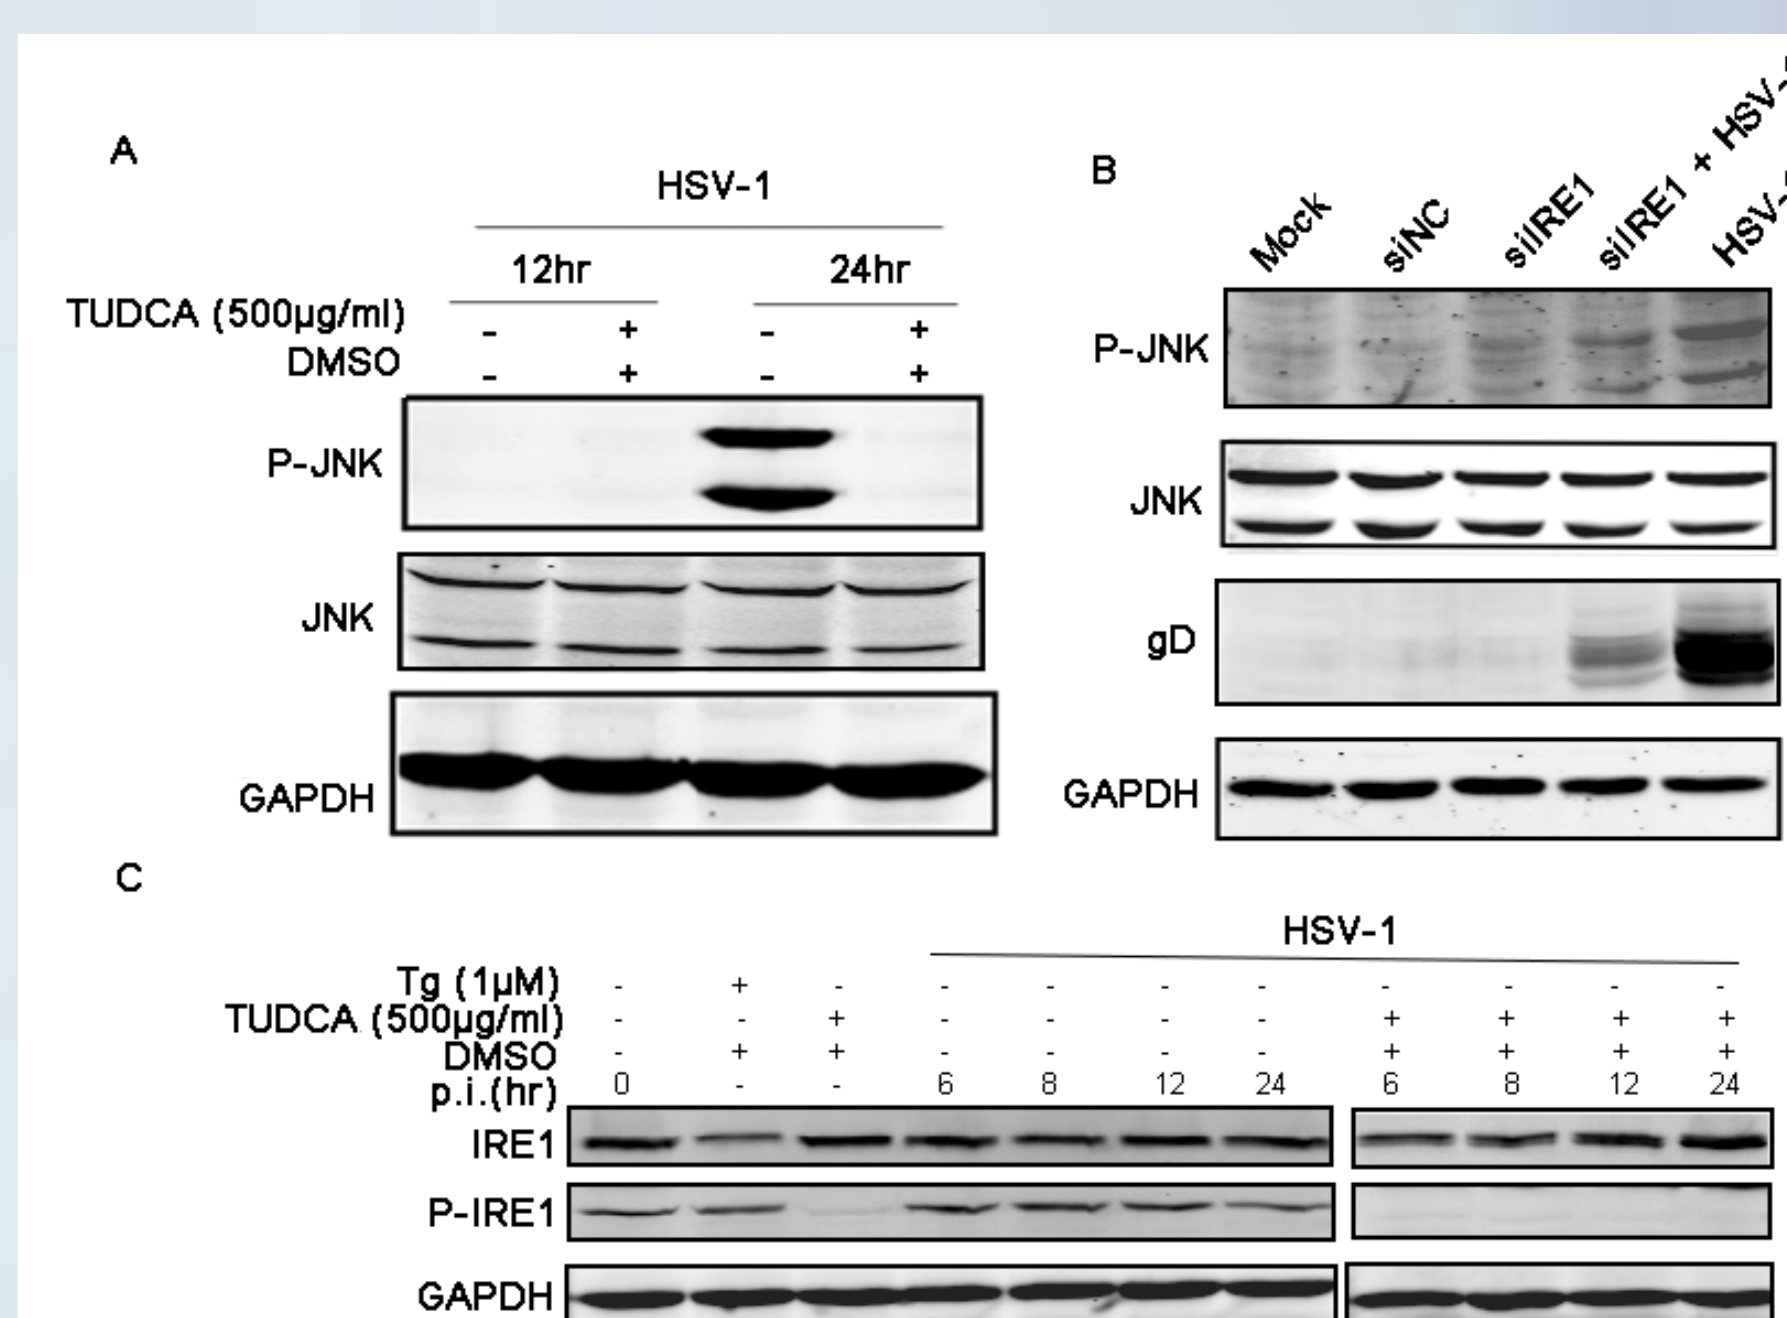 A
HSV-1
12hr 24hr
TUDCA (500µg/ml) - + - +
DMSO - + - +
P-JNK
JNK
GAPDH
B
Mock siNC siIRE1 siIRE1 + HSV- HSV-
P-JNK
JNK
gD
GAPDH
C
HSV-1
Tg (1µM) - + - - - - - - - - -
TUDCA (500µg/ml) - - + - - - - + + + +
DMSO - + + - - - - + + + +
p.i.(hr) 0 - - 6 8 12 24 6 8 12 24
IRE1
P-IRE1
GAPDH